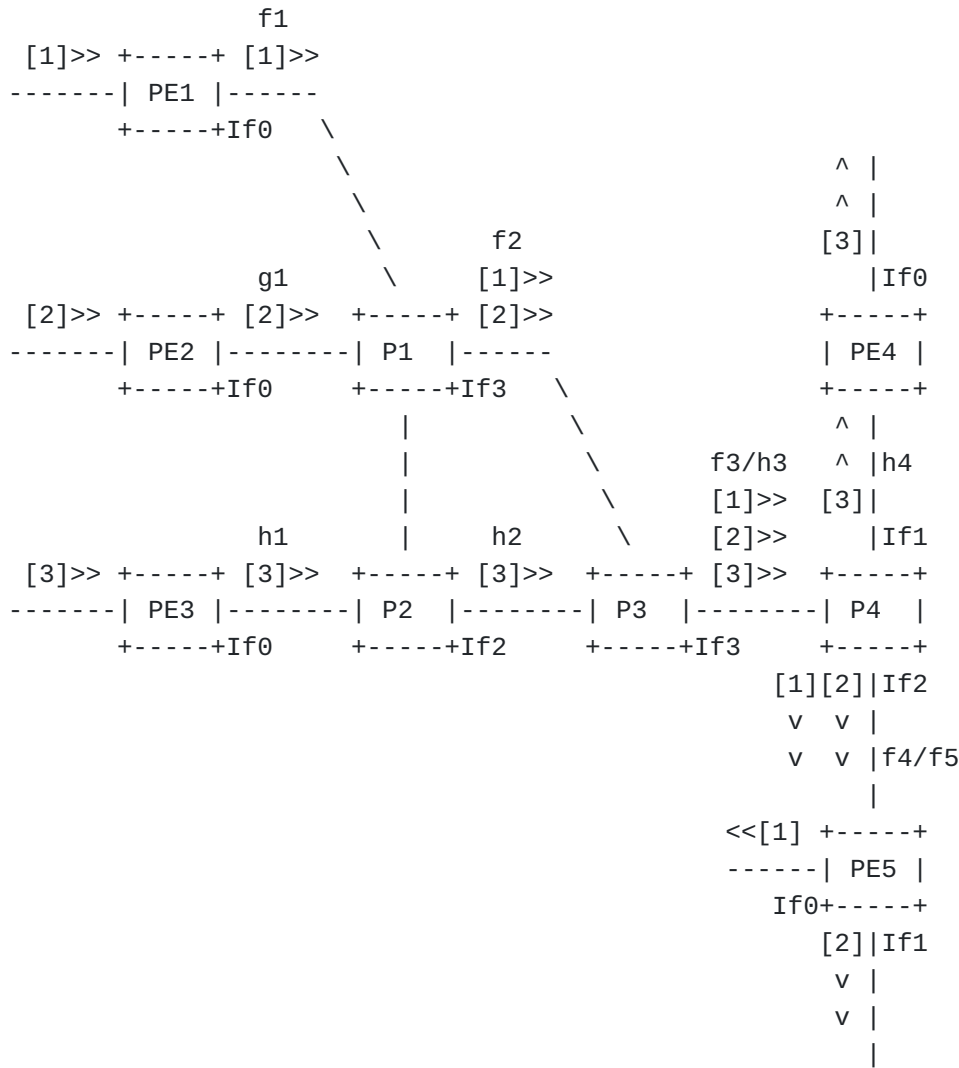 f1
 [1]>> +-----+ [1]>>
-------| PE1 |------
       +-----+If0   \
                     \                               ^ |
                      \                              ^ |
                       \       f2                   [3]|
                g1      \     [1]>>                    |If0
 [2]>> +-----+ [2]>>  +-----+ [2]>>                 +-----+
-------| PE2 |--------| P1  |------                 | PE4 |
       +-----+If0     +-----+If3   \                +-----+
                         |          \                ^ |
                         |           \       f3/h3   ^ |h4
                         |            \      [1]>>  [3]|
                h1       |     h2      \     [2]>>     |If1
 [3]>> +-----+ [3]>>  +-----+ [3]>>  +-----+ [3]>>  +-----+
-------| PE3 |--------| P2  |--------| P3  |--------| P4  |
       +-----+If0     +-----+If2     +-----+If3     +-----+
                                                 [1][2]|If2
                                                  v  v |
                                                  v  v |f4/f5
                                                       |
                                              <<[1] +-----+
                                              ------| PE5 |
                                                 If0+-----+
                                                    [2]|If1
                                                     v |
                                                     v |
                                                       |